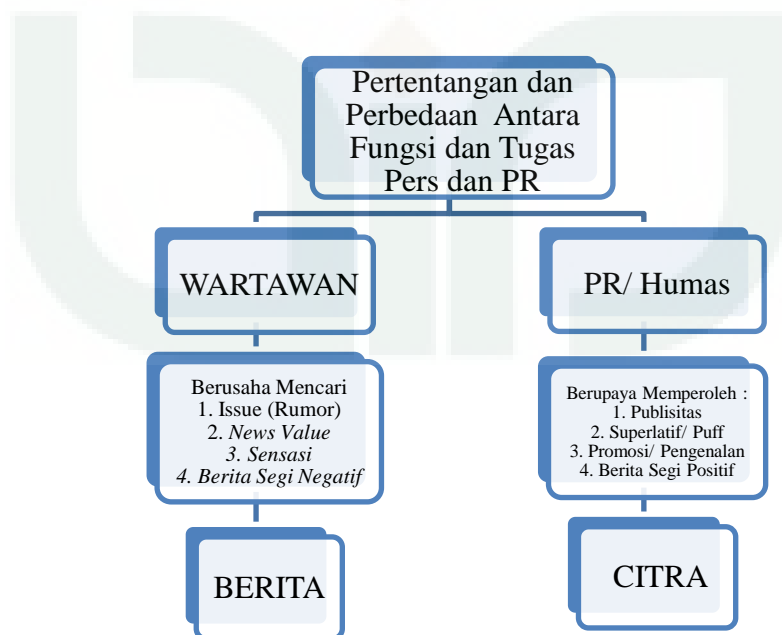 Pertentangan dan
Perbedaan Antara
Fungsi dan Tugas
Pers dan PR
WARTAWAN
PR/ Humas
Berusaha Mencari
1. Issue (Rumor)
2. News Value
3. Sensasi
4. Berita Segi Negatif
Berupaya Memperoleh :
1. Publisitas
2. Superlatif/ Puff
3. Promosi/ Pengenalan
4. Berita Segi Positif
BERITA
CITRA